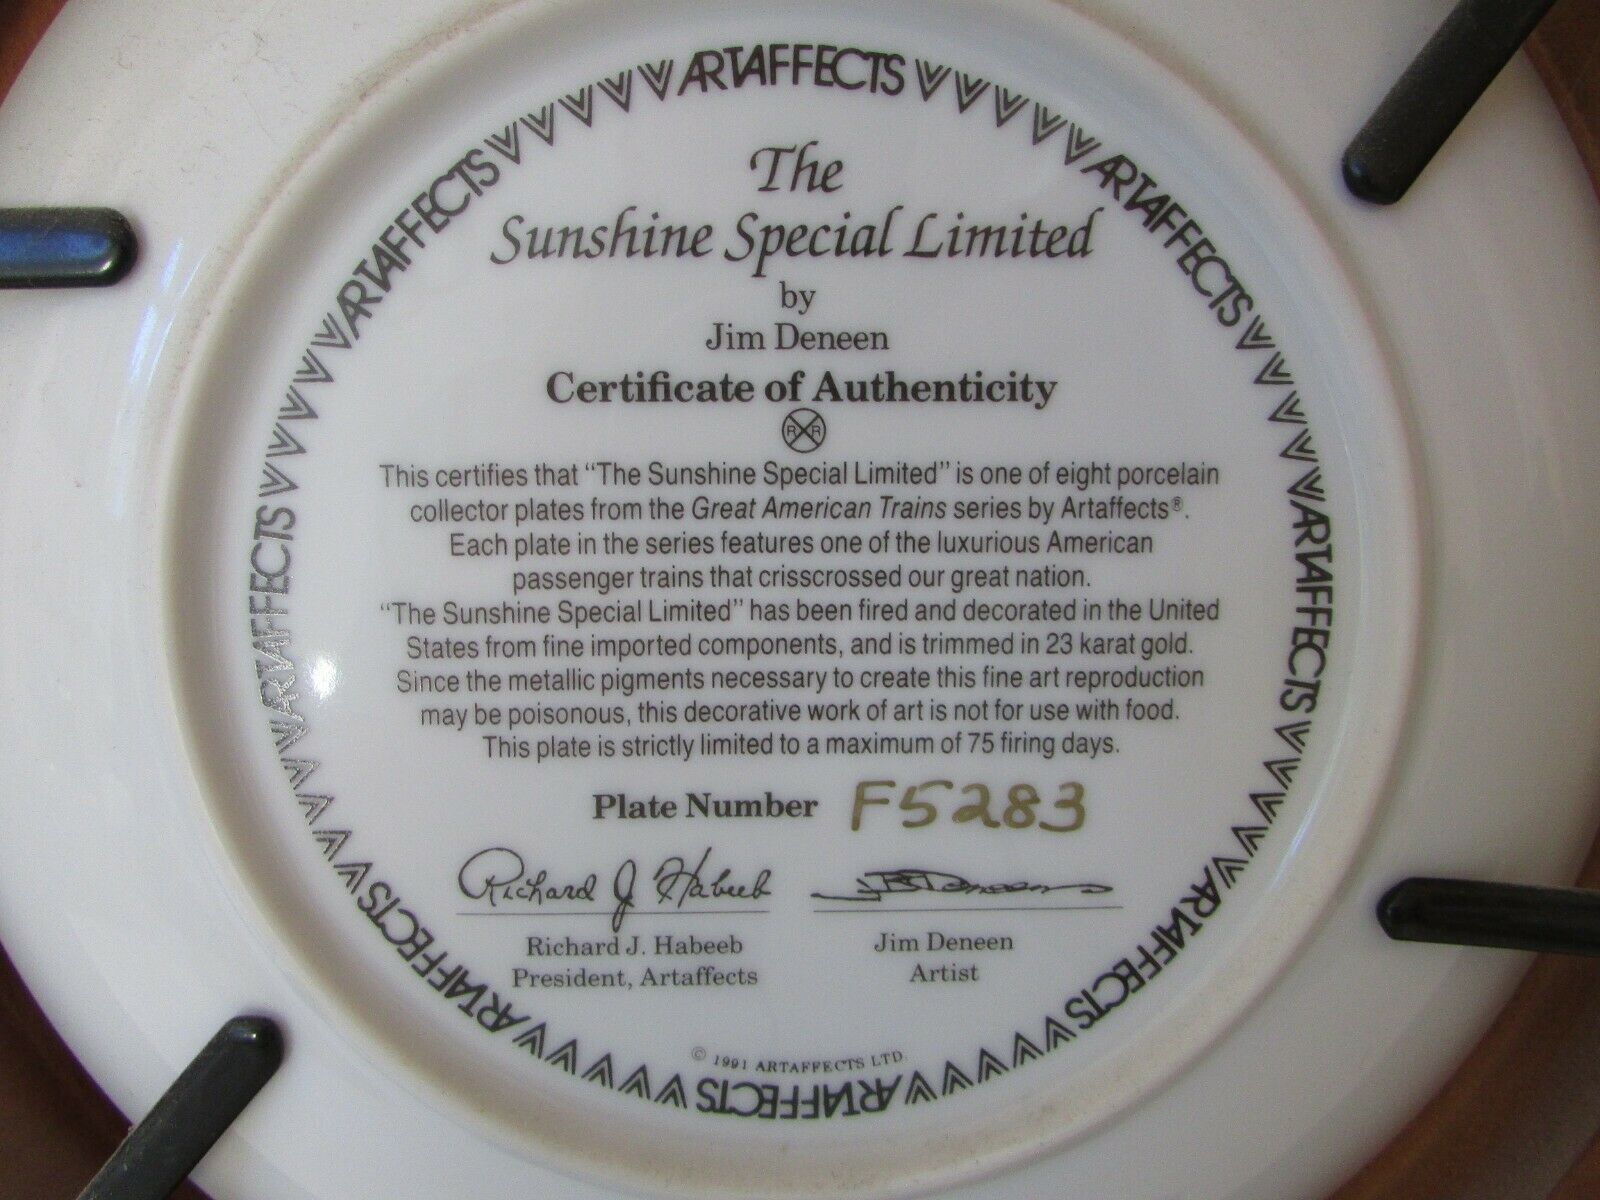 ARTAFFECTS
ARTAFFECTS
ARTAFFECTS
The
Sunshine Special Limited
by
Jim Deneen
Certificate of Authenticity
R R
This certifies that “The Sunshine Special Limited” is one of eight porcelain
collector plates from the Great American Trains series by Artaffects®.
Each plate in the series features one of the luxurious American
passenger trains that crisscrossed our great nation.
“The Sunshine Special Limited” has been fired and decorated in the United
States from fine imported components, and is trimmed in 23 karat gold.
Since the metallic pigments necessary to create this fine art reproduction
may be poisonous, this decorative work of art is not for use with food.
This plate is strictly limited to a maximum of 75 firing days.
ARTAFFECTS
ARTAFFECTS
Plate Number F5283
Richard J. Habeeb
JB Deneen
Richard J. Habeeb
President, Artaffects
Jim Deneen
Artist
ARTAFFECTS
ARTAFFECTS
© 1991 ARTAFFECTS LTD.
ARTAFFECTS